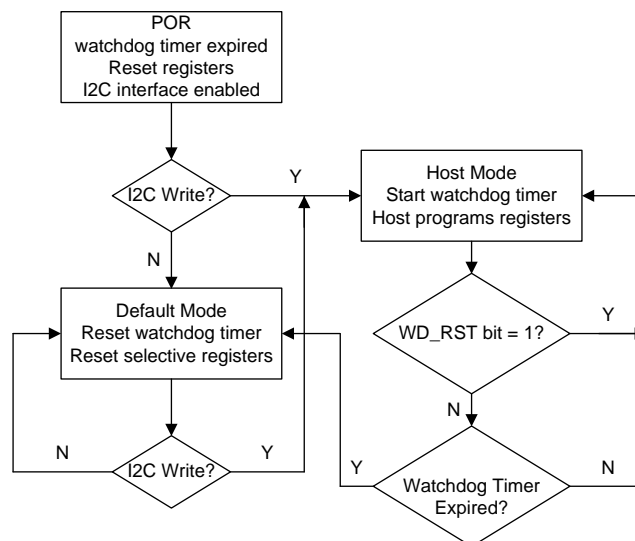 POR
watchdog timer expired
Reset registers
I2C interface enabled
I2C Write?
Y
N
Host Mode
Start watchdog timer
Host programs registers
Default Mode
Reset watchdog timer
Reset selective registers
WD_RST bit = 1?
Y
N
I2C Write?
N
Y
Watchdog Timer
Expired?
Y
N